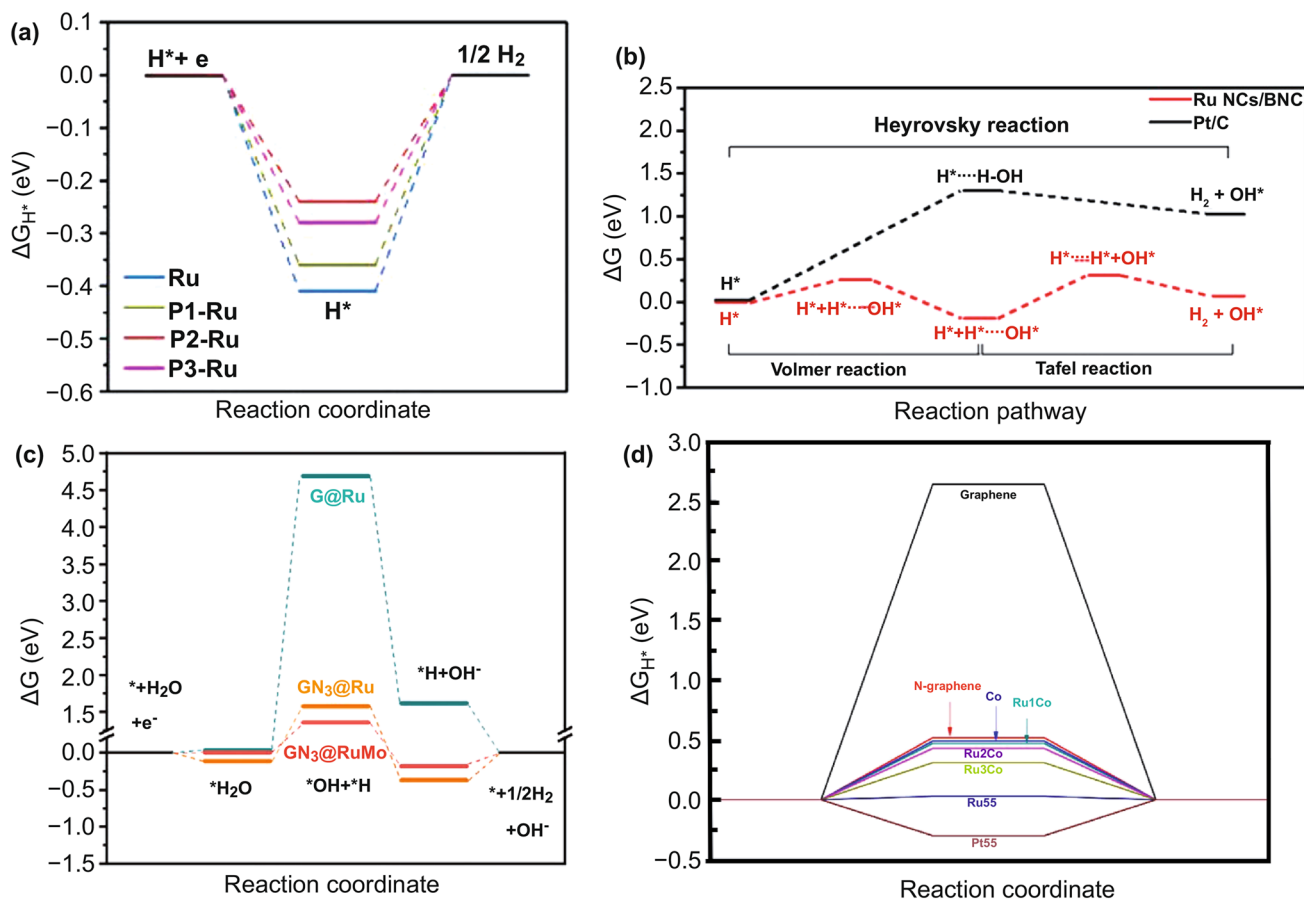 (a)
0.1
0.0
−0.1
−0.2
−0.3
−0.4
−0.5
−0.6
ΔG_H* (eV)
H*+ e
1/2 H₂
H*
Ru
P1-Ru
P2-Ru
P3-Ru
Reaction coordinate
(b)
2.5
2.0
1.5
1.0
0.5
0.0
−0.5
−1.0
ΔG (eV)
Ru NCs/BNC
Pt/C
Heyrovsky reaction
H*····H-OH
H₂ + OH*
H*
H*
H*+H*····OH*
H*+H*····OH*
H*····H*+OH*
H₂ + OH*
Volmer reaction
Tafel reaction
Reaction pathway
(c)
5.0
4.5
4.0
3.5
3.0
2.5
2.0
1.5
0.0
−0.5
−1.0
−1.5
ΔG (eV)
*+H₂O
+e⁻
*H₂O
G@Ru
GN₃@Ru
GN₃@RuMo
*OH+*H
*H+OH⁻
*+1/2H₂
+OH⁻
Reaction coordinate
(d)
3.0
2.5
2.0
1.5
1.0
0.5
0.0
−0.5
ΔG_H* (eV)
Graphene
N-graphene
Co
Ru1Co
Ru2Co
Ru3Co
Ru55
Pt55
Reaction coordinate